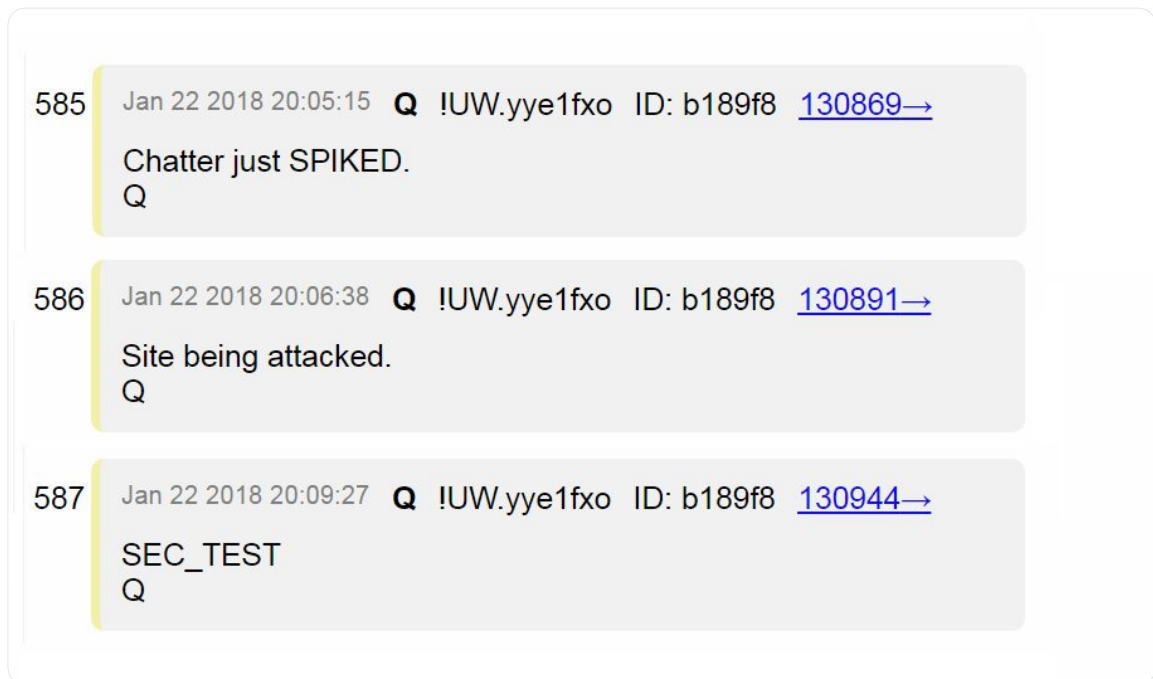 585 Jan 22 2018 20:05:15 Q !UW.yye1fxo ID: b189f8 130869→
Chatter just SPIKED.
Q
586 Jan 22 2018 20:06:38 Q !UW.yye1fxo ID: b189f8 130891→
Site being attacked.
Q
587 Jan 22 2018 20:09:27 Q !UW.yye1fxo ID: b189f8 130944→
SEC_TEST
Q